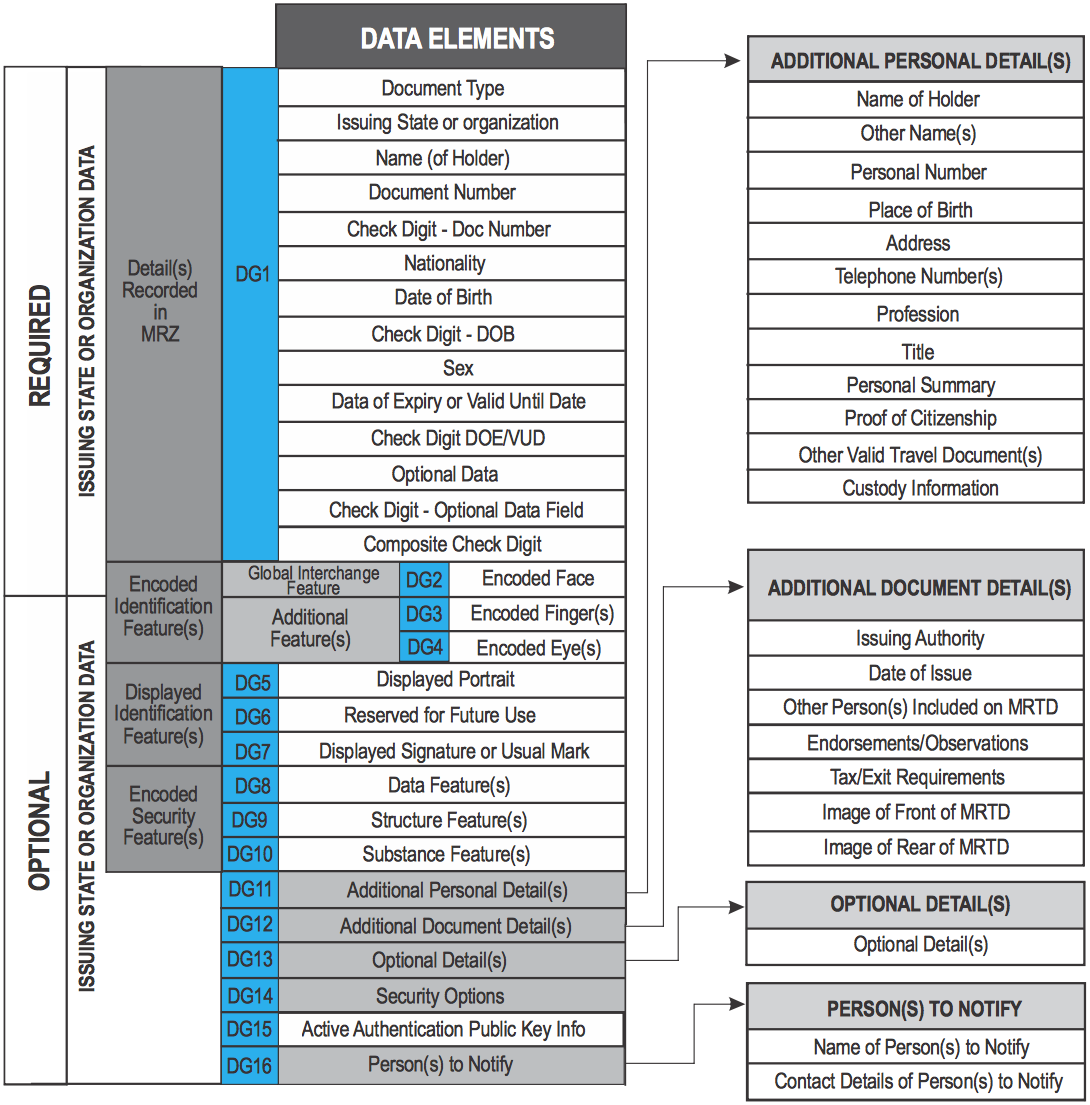 DATA ELEMENTS
REQUIRED
ISSUING STATE OR ORGANIZATION DATA
Detail(s)
Recorded
in
MRZ
DG1
Document Type
Issuing State or organization
Name (of Holder)
Document Number
Check Digit - Doc Number
Nationality
Date of Birth
Check Digit - DOB
Sex
Data of Expiry or Valid Until Date
Check Digit DOE/VUD
Optional Data
Check Digit - Optional Data Field
Composite Check Digit
Encoded
Identification
Feature(s)
Global Interchange
Feature
DG2
Encoded Face
OPTIONAL
ISSUING STATE OR ORGANIZATION DATA
Additional
Feature(s)
DG3
Encoded Finger(s)
DG4
Encoded Eye(s)
Displayed
Identification
Feature(s)
DG5
Displayed Portrait
DG6
Reserved for Future Use
DG7
Displayed Signature or Usual Mark
Encoded
Security
Feature(s)
DG8
Data Feature(s)
DG9
Structure Feature(s)
DG10
Substance Feature(s)
DG11
Additional Personal Detail(s)
DG12
Additional Document Detail(s)
DG13
Optional Detail(s)
DG14
Security Options
DG15
Active Authentication Public Key Info
DG16
Person(s) to Notify
ADDITIONAL PERSONAL DETAIL(S)
Name of Holder
Other Name(s)
Personal Number
Place of Birth
Address
Telephone Number(s)
Profession
Title
Personal Summary
Proof of Citizenship
Other Valid Travel Document(s)
Custody Information
ADDITIONAL DOCUMENT DETAIL(S)
Issuing Authority
Date of Issue
Other Person(s) Included on MRTD
Endorsements/Observations
Tax/Exit Requirements
Image of Front of MRTD
Image of Rear of MRTD
OPTIONAL DETAIL(S)
Optional Detail(s)
PERSON(S) TO NOTIFY
Name of Person(s) to Notify
Contact Details of Person(s) to Notify